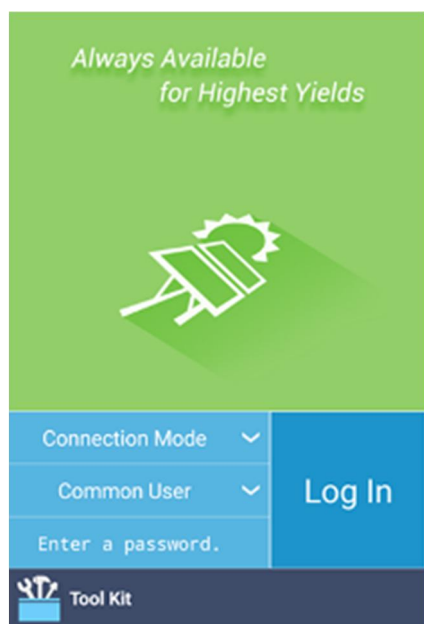 Always Available
for Highest Yields
Connection Mode
Common User
Log In
Enter a password.
Tool Kit